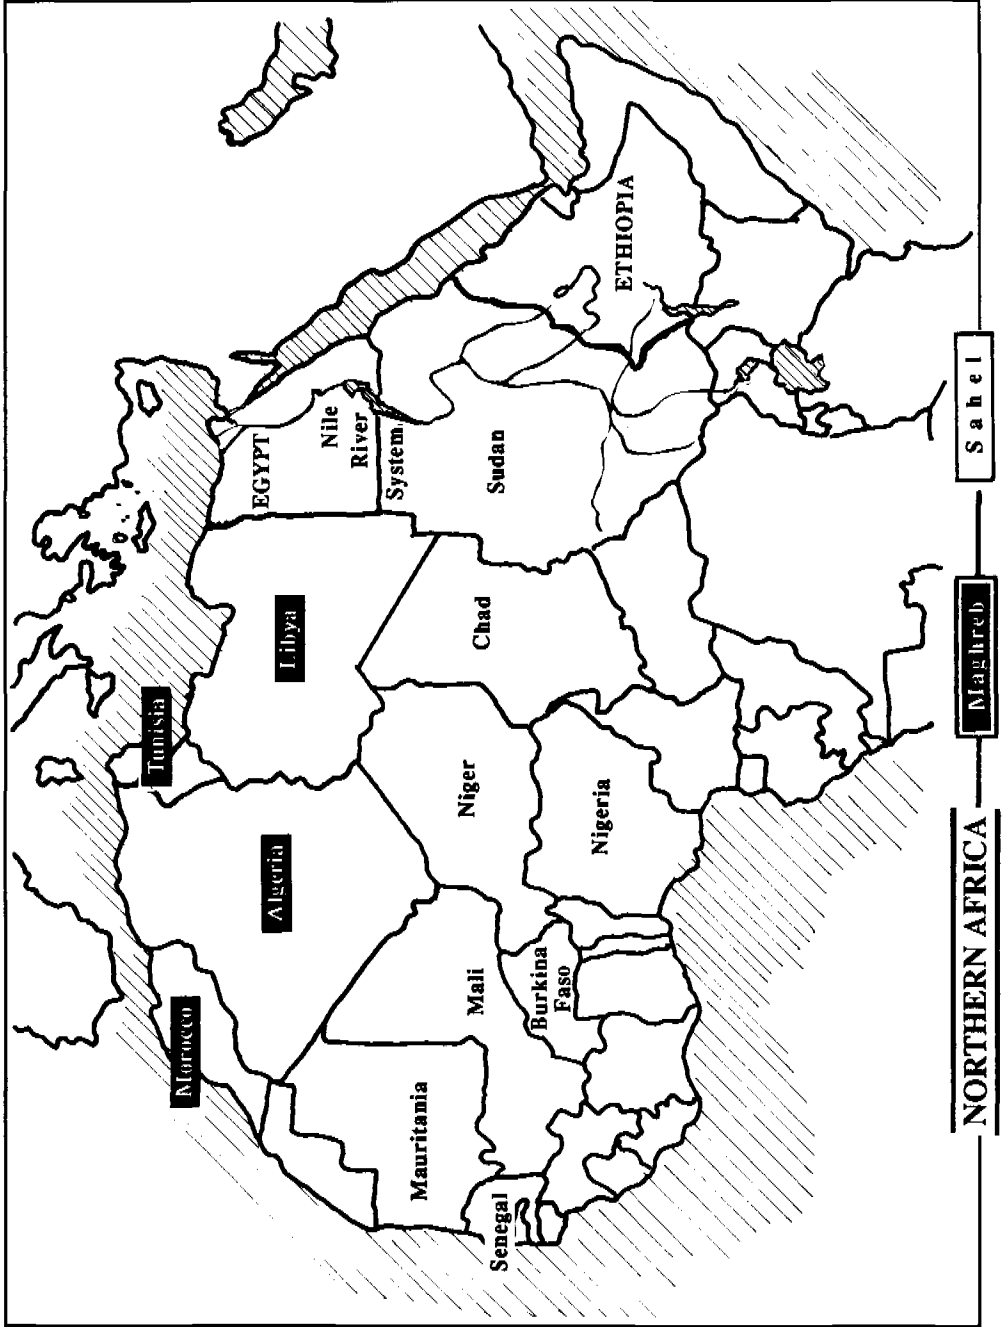 Morocco
Algeria
Tunisia
Libya
EGYPT
Nile
River
System
Mauritania
Mali
Niger
Chad
Sudan
Senegal
Burkina
Faso
Nigeria
ETHIOPIA
NORTHERN AFRICA
Maghreb
Sahel